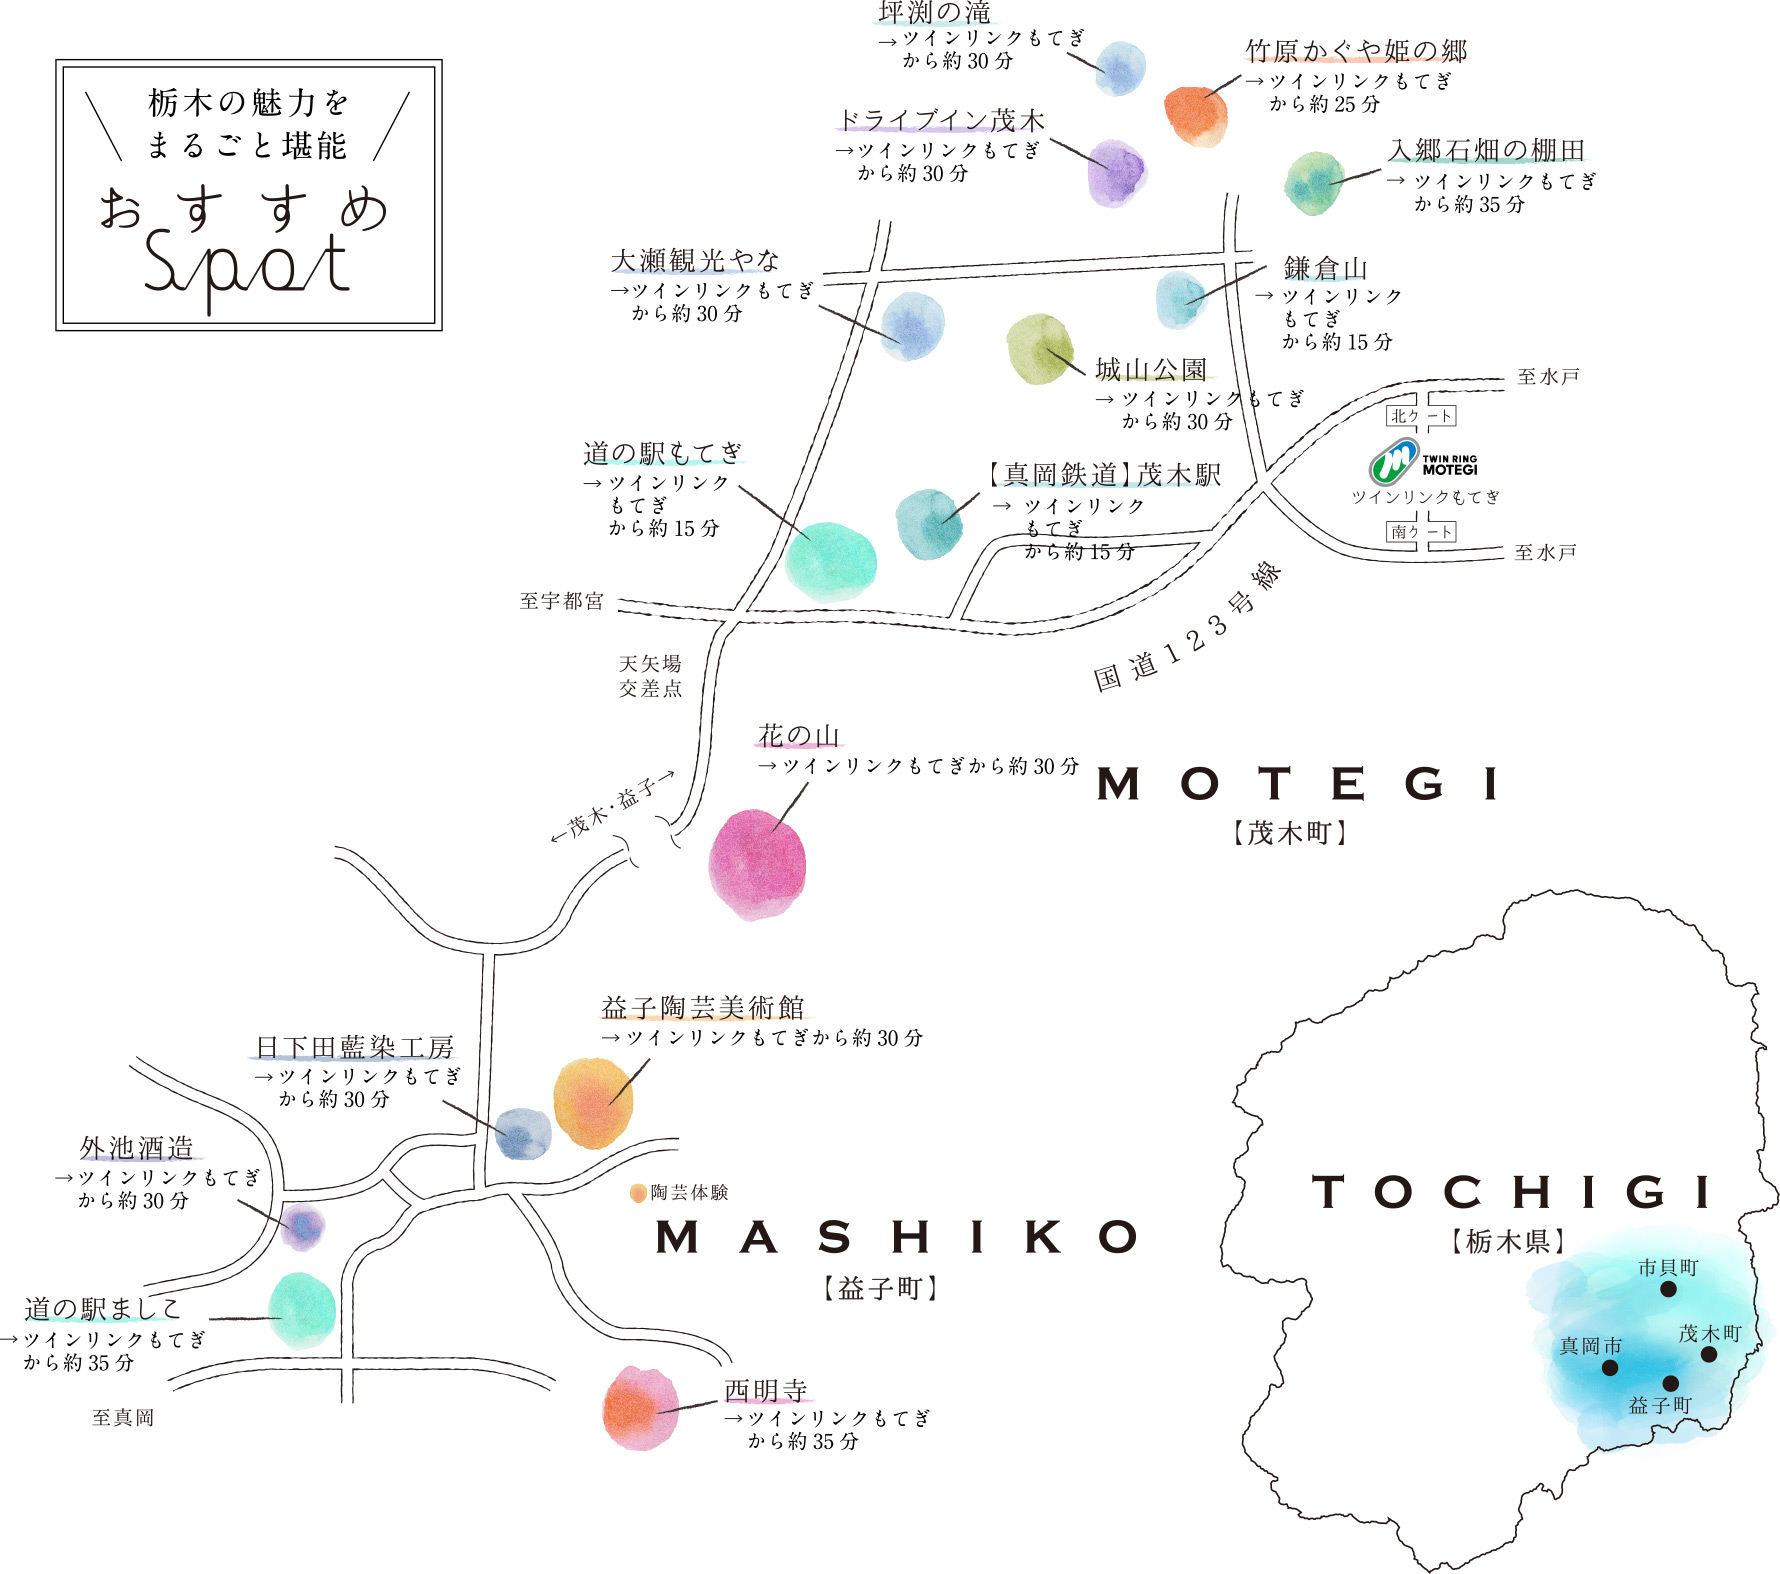 栃木の魅力を
まるごと堪能
おすすめ
Spot
坪渕の滝
→ツインリンクもてぎ
から約30分
竹原かぐや姫の郷
→ツインリンクもてぎ
から約25分
ドライブイン茂木
→ツインリンクもてぎ
から約30分
入郷石畑の棚田
→ツインリンクもてぎ
から約35分
大瀬観光やな
→ツインリンクもてぎ
から約30分
鎌倉山
→ツインリンク
もてぎ
から約15分
城山公園
→ツインリンクもてぎ
から約30分
至水戸
北ゲート
TWIN RING
MOTEGI
ツインリンクもてぎ
南ゲート
至水戸
道の駅もてぎ
→ツインリンク
もてぎ
から約15分
【真岡鉄道】茂木駅
→ツインリンク
もてぎ
から約15分
至宇都宮
国道123号線
天矢場
交差点
花の山
→ツインリンクもてぎから約30分
←茂木・益子→
MOTEGI
【茂木町】
益子陶芸美術館
→ツインリンクもてぎから約30分
日下田藍染工房
→ツインリンクもてぎ
から約30分
外池酒造
→ツインリンクもてぎ
から約30分
陶芸体験
MASHIKO
【益子町】
道の駅ましこ
→ツインリンクもてぎ
から約35分
至真岡
西明寺
→ツインリンクもてぎ
から約35分
TOCHIGI
【栃木県】
市貝町
茂木町
真岡市
益子町